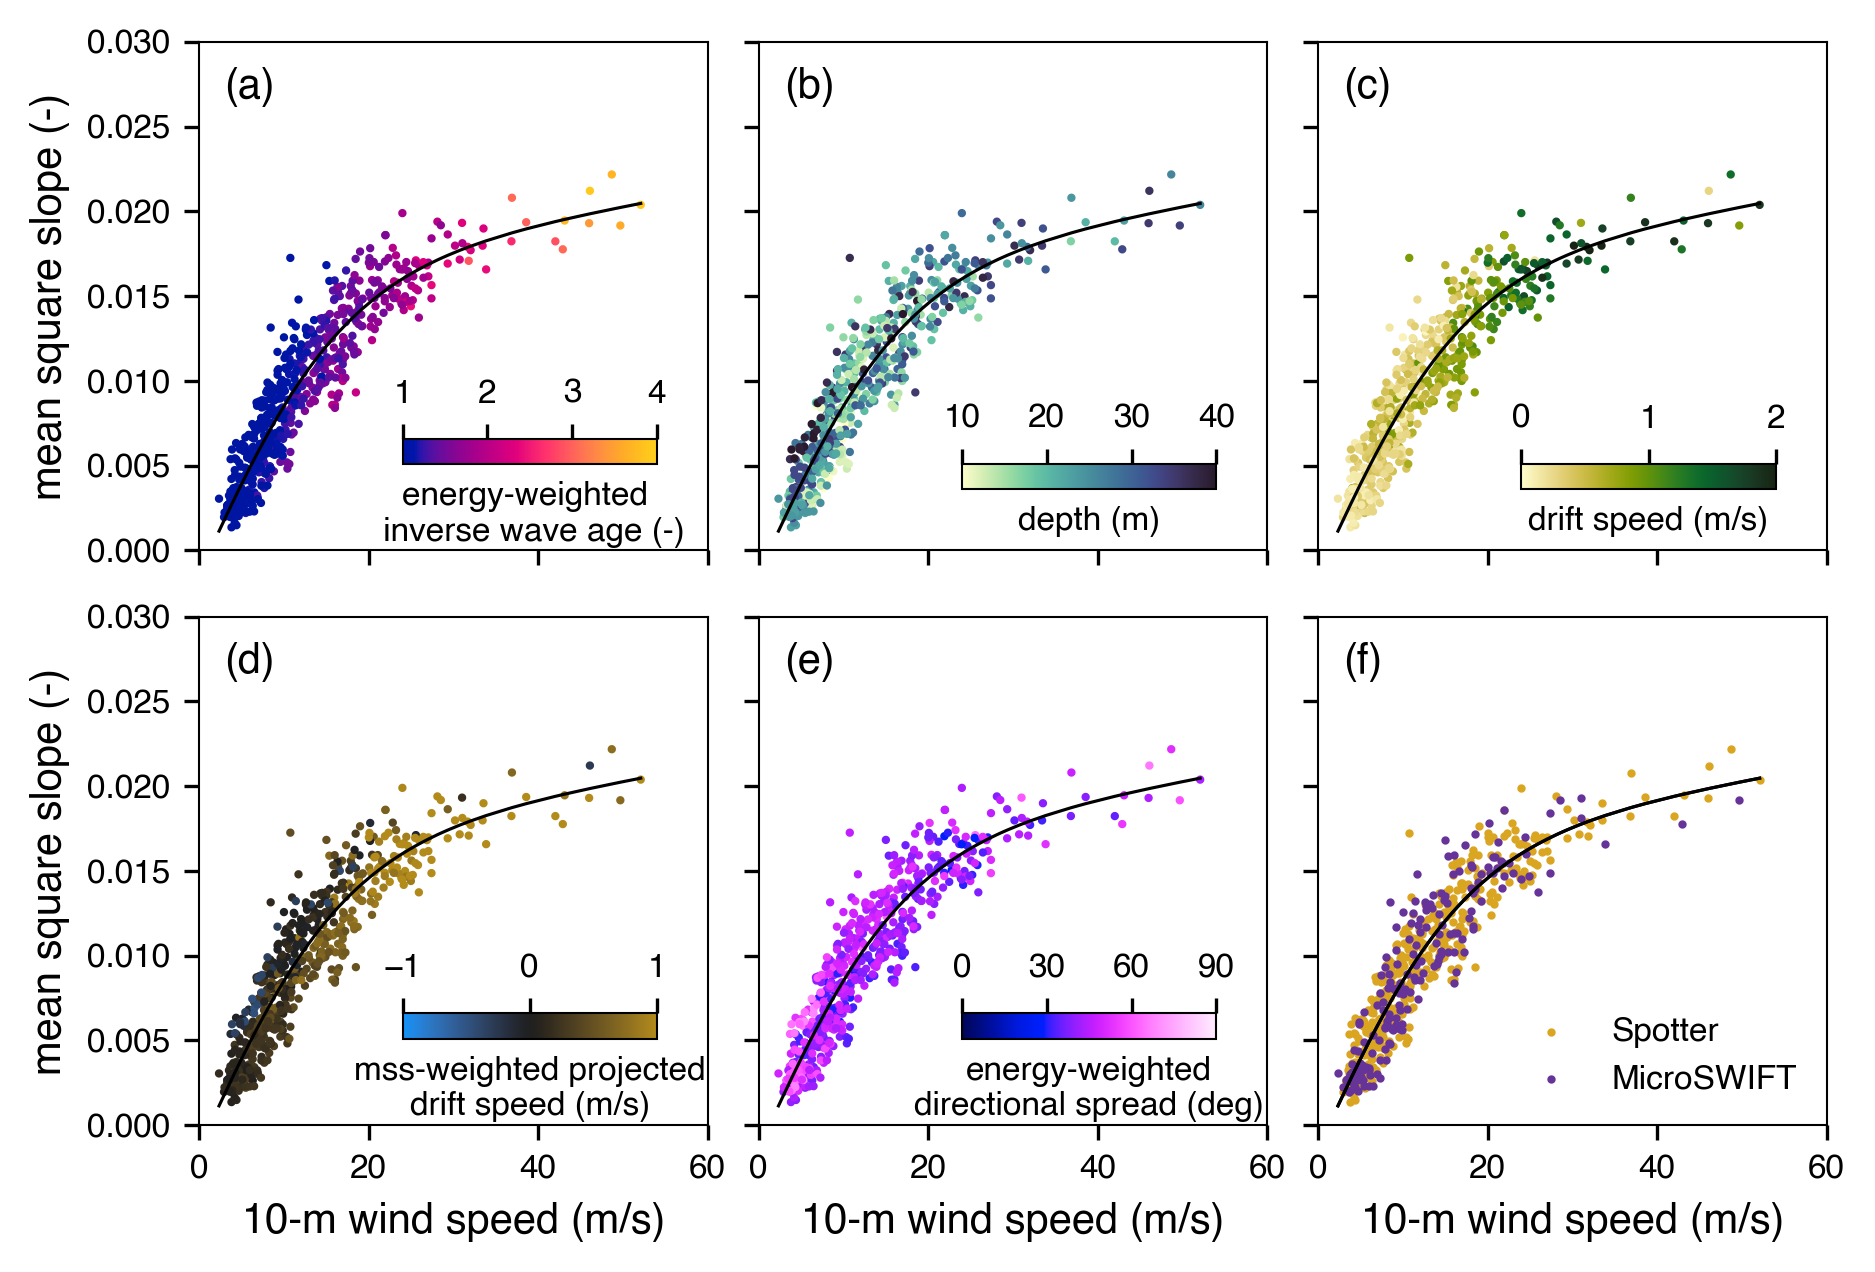 0.030
0.025
0.020
0.015
0.010
0.005
0.000
mean square slope (-)
(a)
1 2 3 4
energy-weighted
inverse wave age (-)
(b)
10 20 30 40
depth (m)
(c)
0 1 2
drift speed (m/s)
0.030
0.025
0.020
0.015
0.010
0.005
0.000
mean square slope (-)
(d)
−1 0 1
mss-weighted projected
drift speed (m/s)
0 20 40 60
10-m wind speed (m/s)
(e)
0 30 60 90
energy-weighted
directional spread (deg)
0 20 40 60
10-m wind speed (m/s)
(f)
Spotter
MicroSWIFT
0 20 40 60
10-m wind speed (m/s)